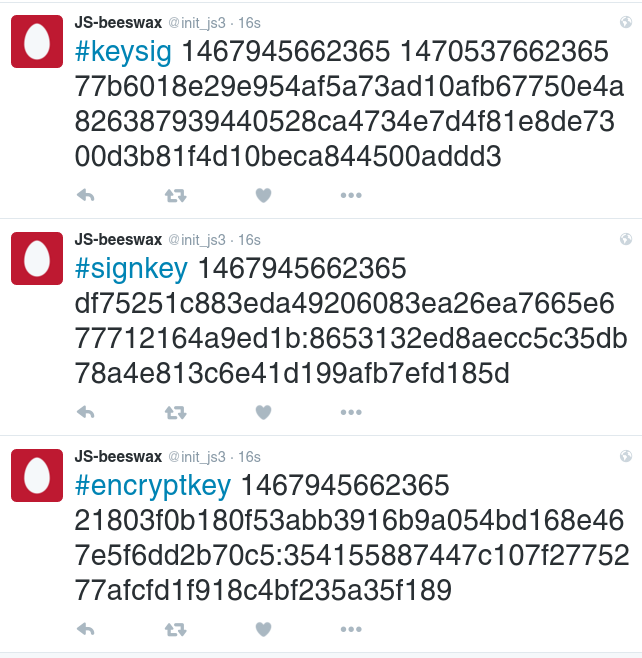 JS-beeswax @init_js3 · 16s
#keysig 1467945662365 1470537662365
77b6018e29e954af5a73ad10afb67750e4a
826387939440528ca4734e7d4f81e8de73
00d3b81f4d10beca844500addd3
JS-beeswax @init_js3 · 16s
#signkey 1467945662365
df75251c883eda49206083ea26ea7665e6
77712164a9ed1b:8653132ed8aecc5c35db
78a4e813c6e41d199afb7efd185d
JS-beeswax @init_js3 · 16s
#encryptkey 1467945662365
21803f0b180f53abb3916b9a054bd168e46
7e5f6dd2b70c5:354155887447c107f27752
77afcfd1f918c4bf235a35f189